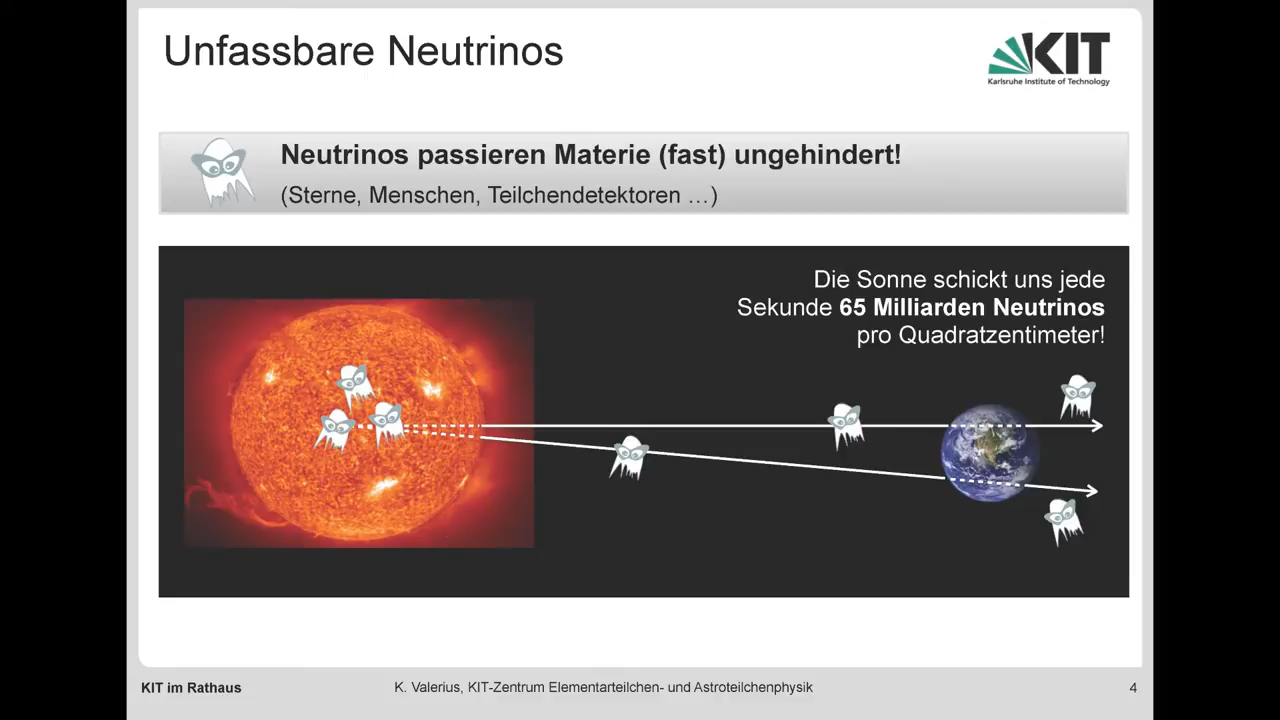 Unfassbare Neutrinos
KIT
Karlsruhe Institute of Technology
Neutrinos passieren Materie (fast) ungehindert!
(Sterne, Menschen, Teilchendetektoren …)
Die Sonne schickt uns jede
Sekunde 65 Milliarden Neutrinos
pro Quadratzentimeter!
KIT im Rathaus
K. Valerius, KIT-Zentrum Elementarteilchen- und Astroteilchenphysik
4